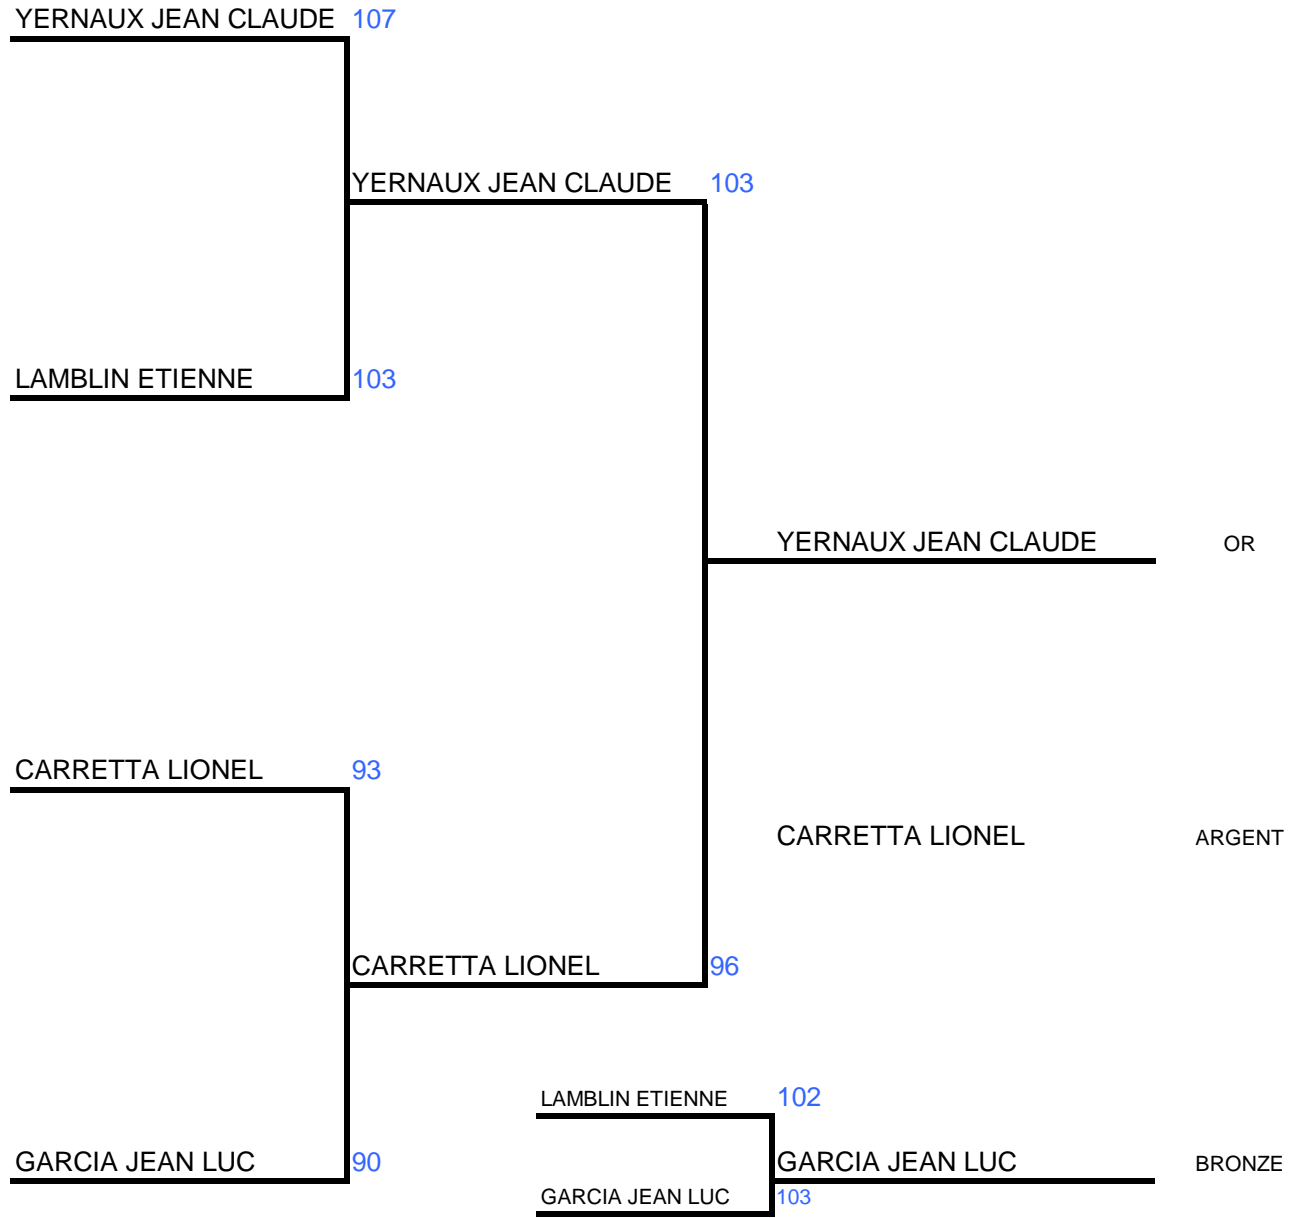 YERNAUX JEAN CLAUDE 107
YERNAUX JEAN CLAUDE 103
LAMBLIN ETIENNE 103
YERNAUX JEAN CLAUDE OR
CARRETTA LIONEL 93
CARRETTA LIONEL ARGENT
CARRETTA LIONEL 96
LAMBLIN ETIENNE 102
GARCIA JEAN LUC 90
GARCIA JEAN LUC BRONZE
GARCIA JEAN LUC 103